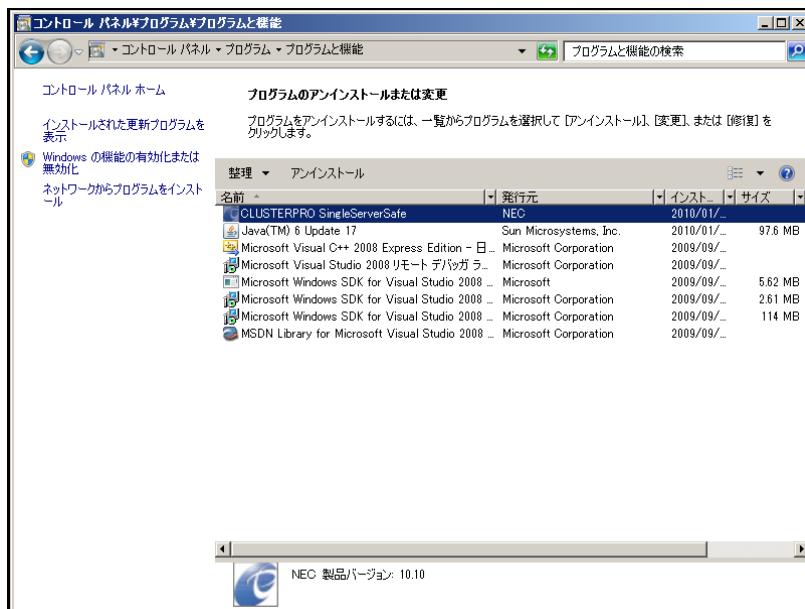 コントロール パネル¥プログラム¥プログラムと機能
コントロール パネル ▾ プログラム ▾ プログラムと機能
プログラムと機能の検索
コントロール パネル ホーム
インストールされた更新プログラムを
表示
Windows の機能の有効化または
無効化
ネットワークからプログラムをインスト
ール
プログラムのアンインストールまたは変更
プログラムをアンインストールするには、一覧からプログラムを選択して [アンインストール]、[変更]、または [修復] を
クリックします。
整理 ▾ アンインストール
名前 発行元 インスト... サイズ
CLUSTERPRO SingleServerSafe NEC 2010/01/...
Java(TM) 6 Update 17 Sun Microsystems, Inc. 2010/01/... 97.6 MB
Microsoft Visual C++ 2008 Express Edition - 日... Microsoft Corporation 2009/09/...
Microsoft Visual Studio 2008 リモート デバッガ ラ... Microsoft Corporation 2009/09/...
Microsoft Windows SDK for Visual Studio 2008 ... Microsoft 2009/09/... 5.62 MB
Microsoft Windows SDK for Visual Studio 2008 ... Microsoft Corporation 2009/09/... 2.61 MB
Microsoft Windows SDK for Visual Studio 2008 ... Microsoft Corporation 2009/09/... 114 MB
MSDN Library for Microsoft Visual Studio 2008 ... Microsoft Corporation 2009/09/...
NEC 製品バージョン: 10.10